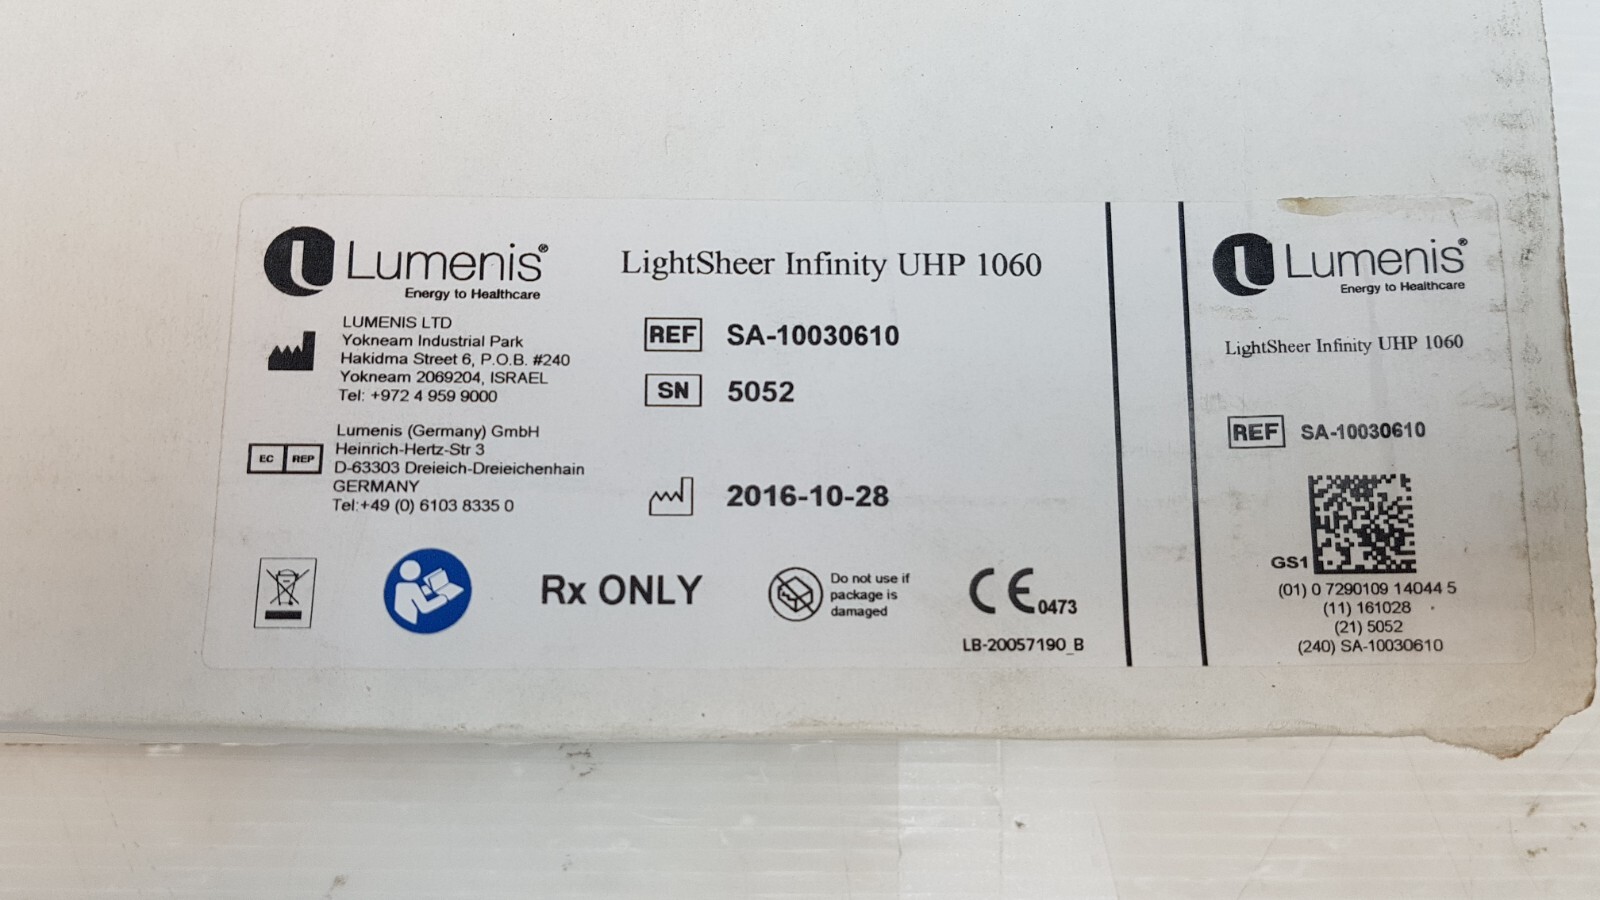 Lumenis®
Energy to Healthcare
LightSheer Infinity UHP 1060
LUMENIS LTD
Yokneam Industrial Park
Hakidma Street 6, P.O.B. #240
Yokneam 2069204, ISRAEL
Tel: +972 4 959 9000
REF SA-10030610
SN 5052
EC REP
Lumenis (Germany) GmbH
Heinrich-Hertz-Str 3
D-63303 Dreieich-Dreieichenhain
GERMANY
Tel:+49 (0) 6103 8335 0
2016-10-28
Rx ONLY
Do not use if
package is
damaged
CE 0473
LB-20057190_B
Lumenis®
Energy to Healthcare
LightSheer Infinity UHP 1060
REF SA-10030610
GS1
(01) 0 7290109 14044 5
(11) 161028
(21) 5052
(240) SA-10030610